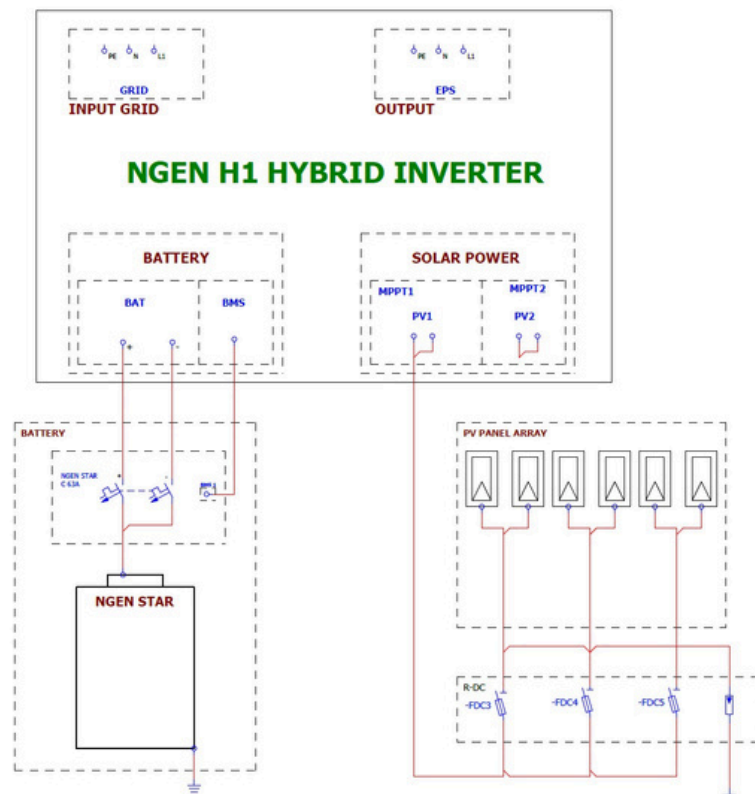 PE N L1
GRID
INPUT GRID
PE N L1
EPS
OUTPUT
NGEN H1 HYBRID INVERTER
BATTERY
BAT
BMS
+ -
SOLAR POWER
MPPT1
PV1
MPPT2
PV2
BATTERY
NGEN STAR
C 63A
+ -
NGEN STAR
PV PANEL ARRAY
R-DC
-FDC3
-FDC4
-FDC5